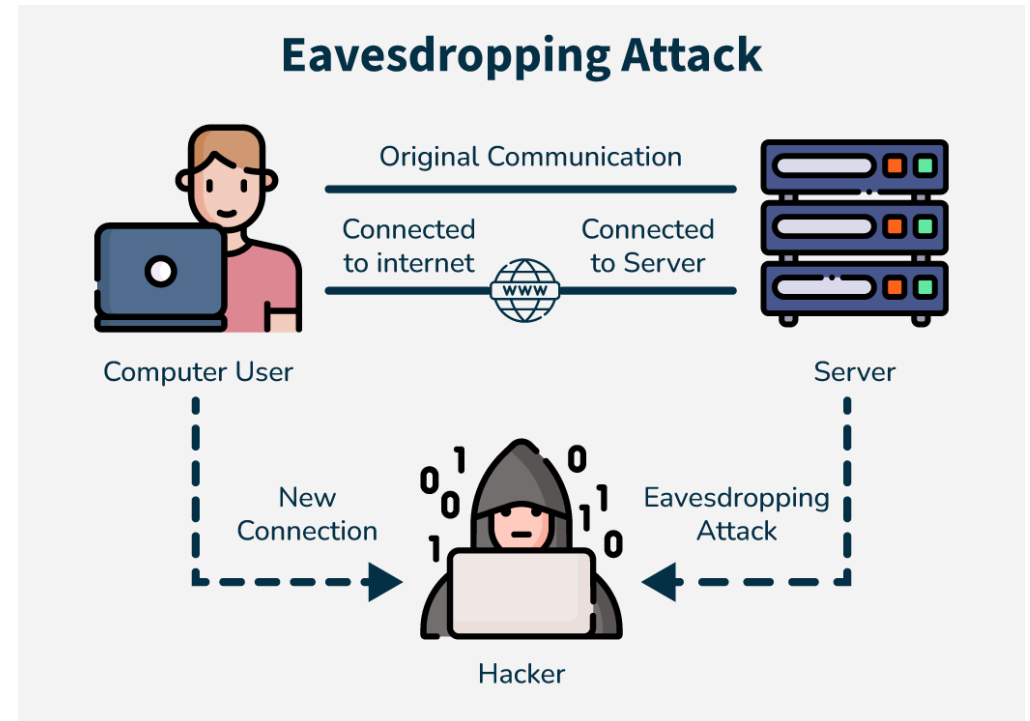 Eavesdropping Attack
Original Communication
Connected
to internet
Connected
to Server
www
Computer User
Server
New
Connection
Eavesdropping
Attack
0
1
0
1
0
1
1
0
Hacker